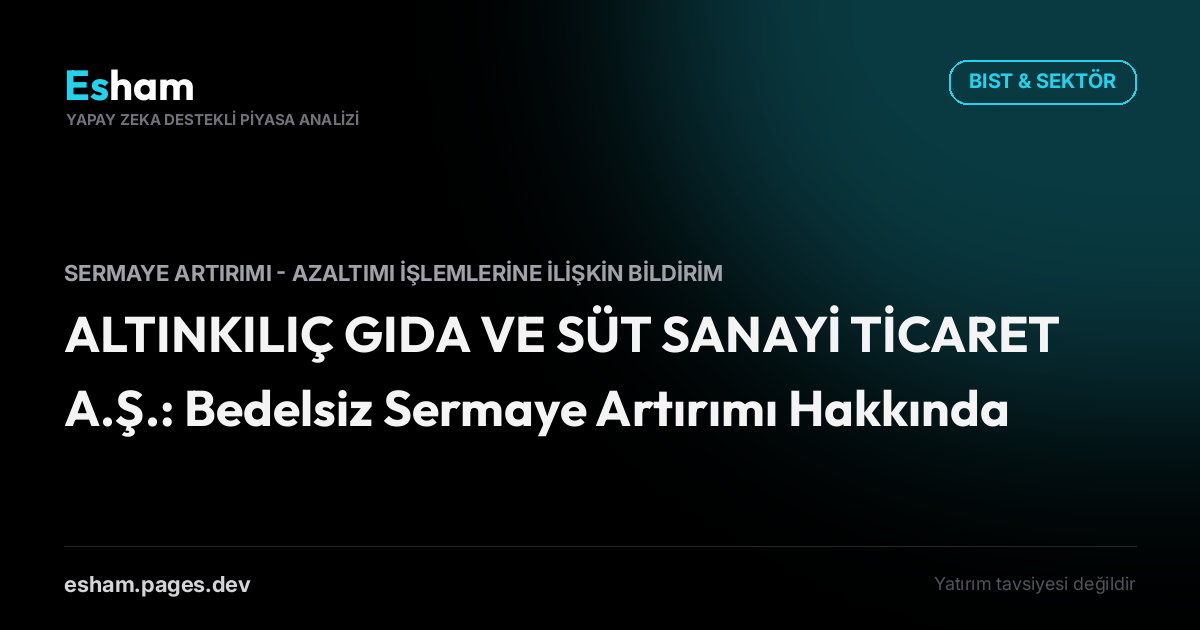 Esham
YAPAY ZEKA DESTEKLİ PİYASA ANALİZİ
BIST & SEKTÖR
SERMAYE ARTIRIMI - AZALTIMI İŞLEMLERİNE İLİŞKİN BİLDİRİM
ALTINKILIÇ GIDA VE SÜT SANAYİ TİCARET
A.Ş.: Bedelsiz Sermaye Artırımı Hakkında
esham.pages.dev
Yatırım tavsiyesi değildir